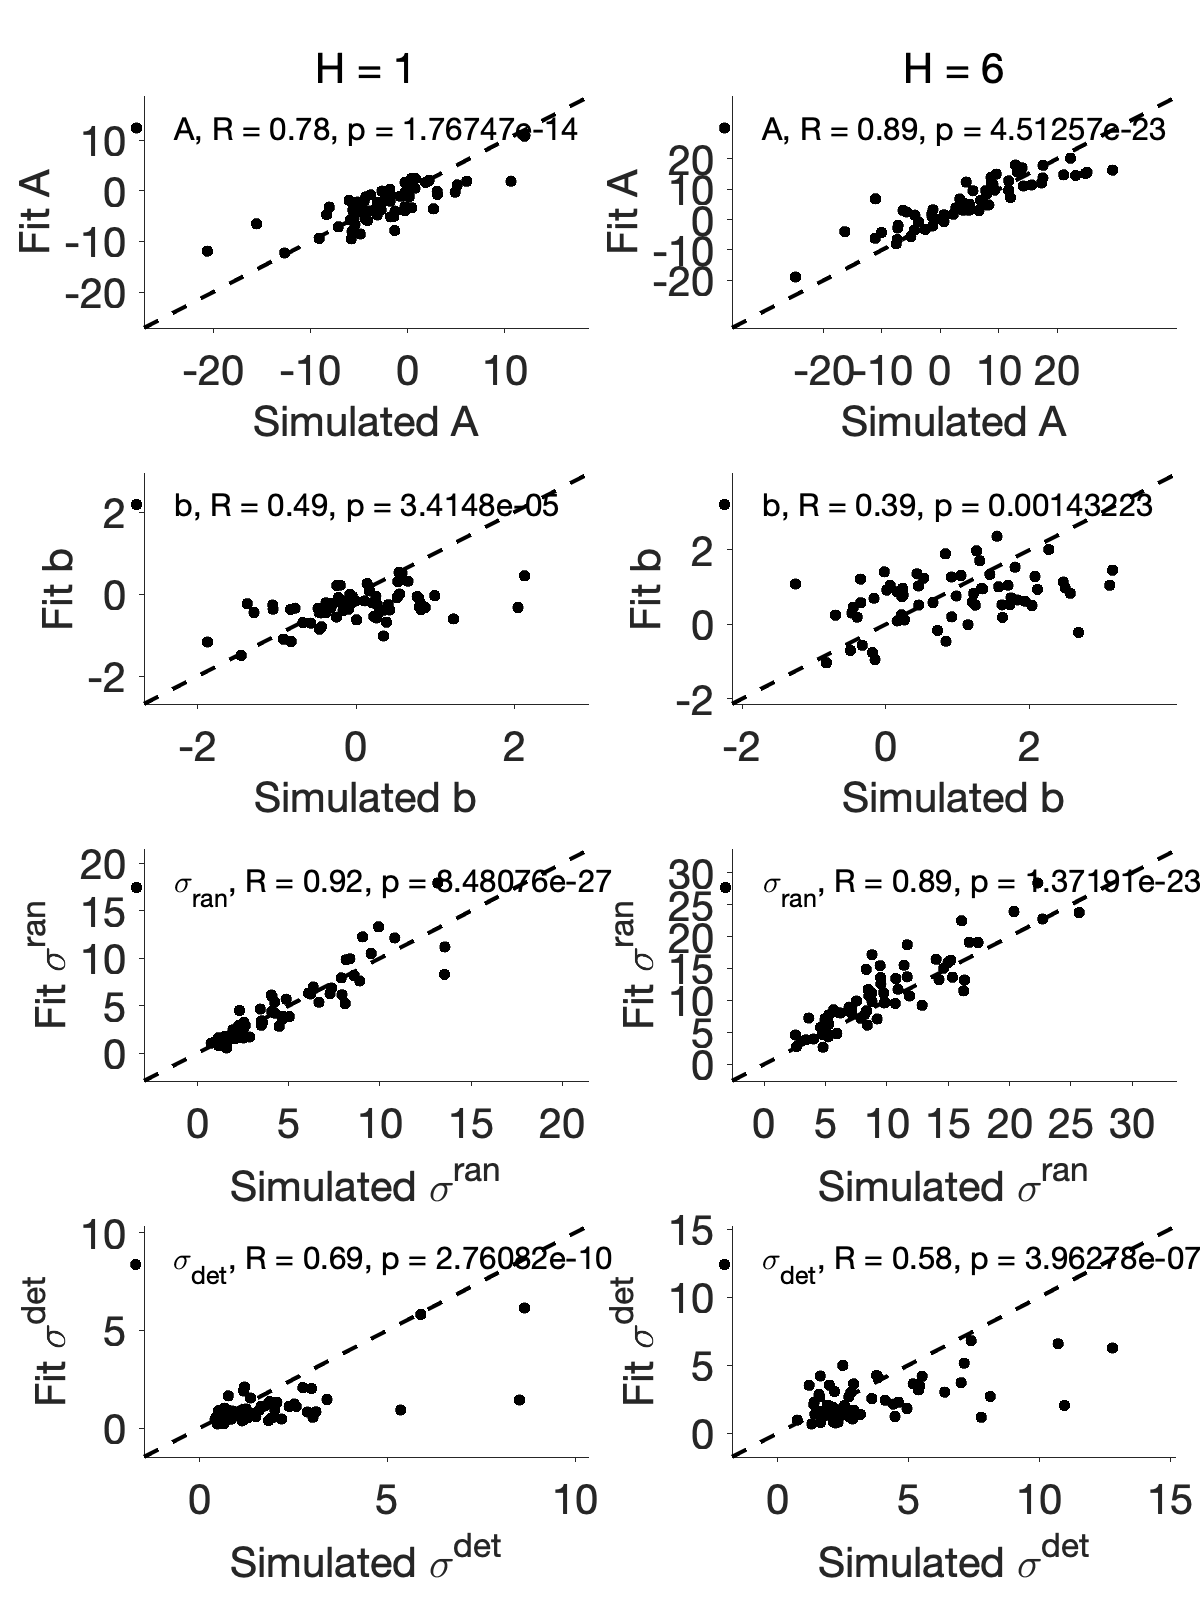 H = 1
H = 6
A, R = 0.78, p = 1.76747e-14
10
0
-10
-20
Fit A
-20 -10 0 10
Simulated A
A, R = 0.89, p = 4.51257e-23
20
10
0
-10
-20
Fit A
-20 -10 0 10 20
Simulated A
b, R = 0.49, p = 3.4148e-05
2
0
-2
Fit b
-2 0 2
Simulated b
b, R = 0.39, p = 0.00143223
2
0
-2
Fit b
-2 0 2
Simulated b
σran, R = 0.92, p = 8.48076e-27
20
15
10
5
0
Fit σran
0 5 10 15 20
Simulated σran
σran, R = 0.89, p = 1.37191e-23
30
25
20
15
10
5
0
Fit σran
0 5 10 15 20 25 30
Simulated σran
σdet, R = 0.69, p = 2.76082e-10
10
5
0
Fit σdet
0 5 10
Simulated σdet
σdet, R = 0.58, p = 3.96278e-07
15
10
5
0
Fit σdet
0 5 10 15
Simulated σdet